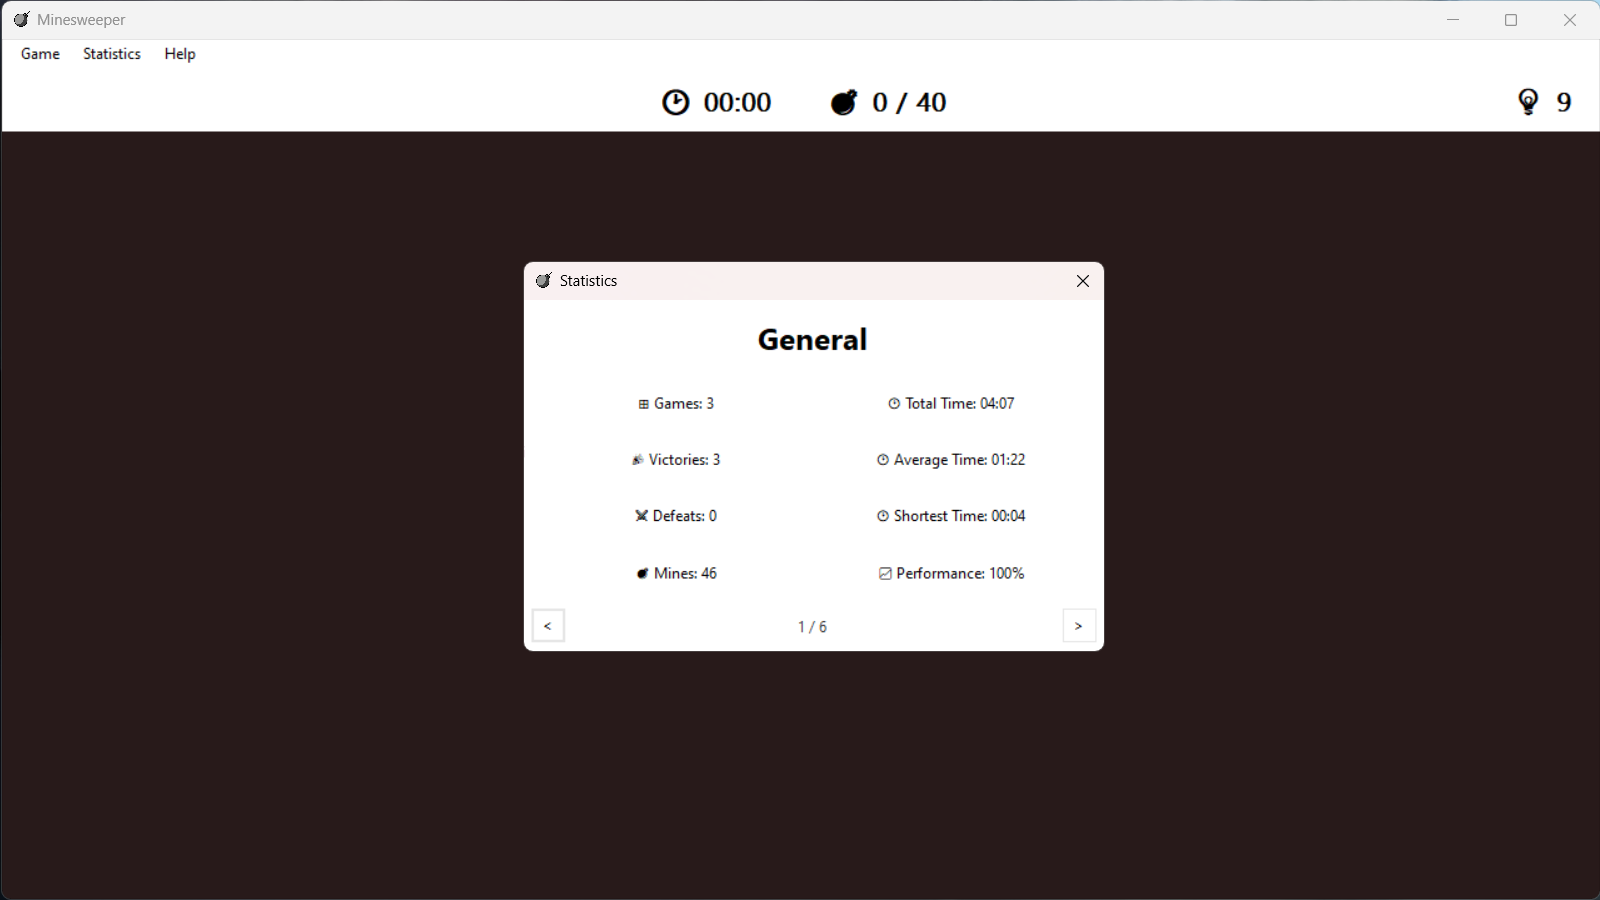 Minesweeper
Game Statistics Help
00:00 0 / 40 9
Statistics
General
Games: 3 Total Time: 04:07
Victories: 3 Average Time: 01:22
Defeats: 0 Shortest Time: 00:04
Mines: 46 Performance: 100%
< 1 / 6 >